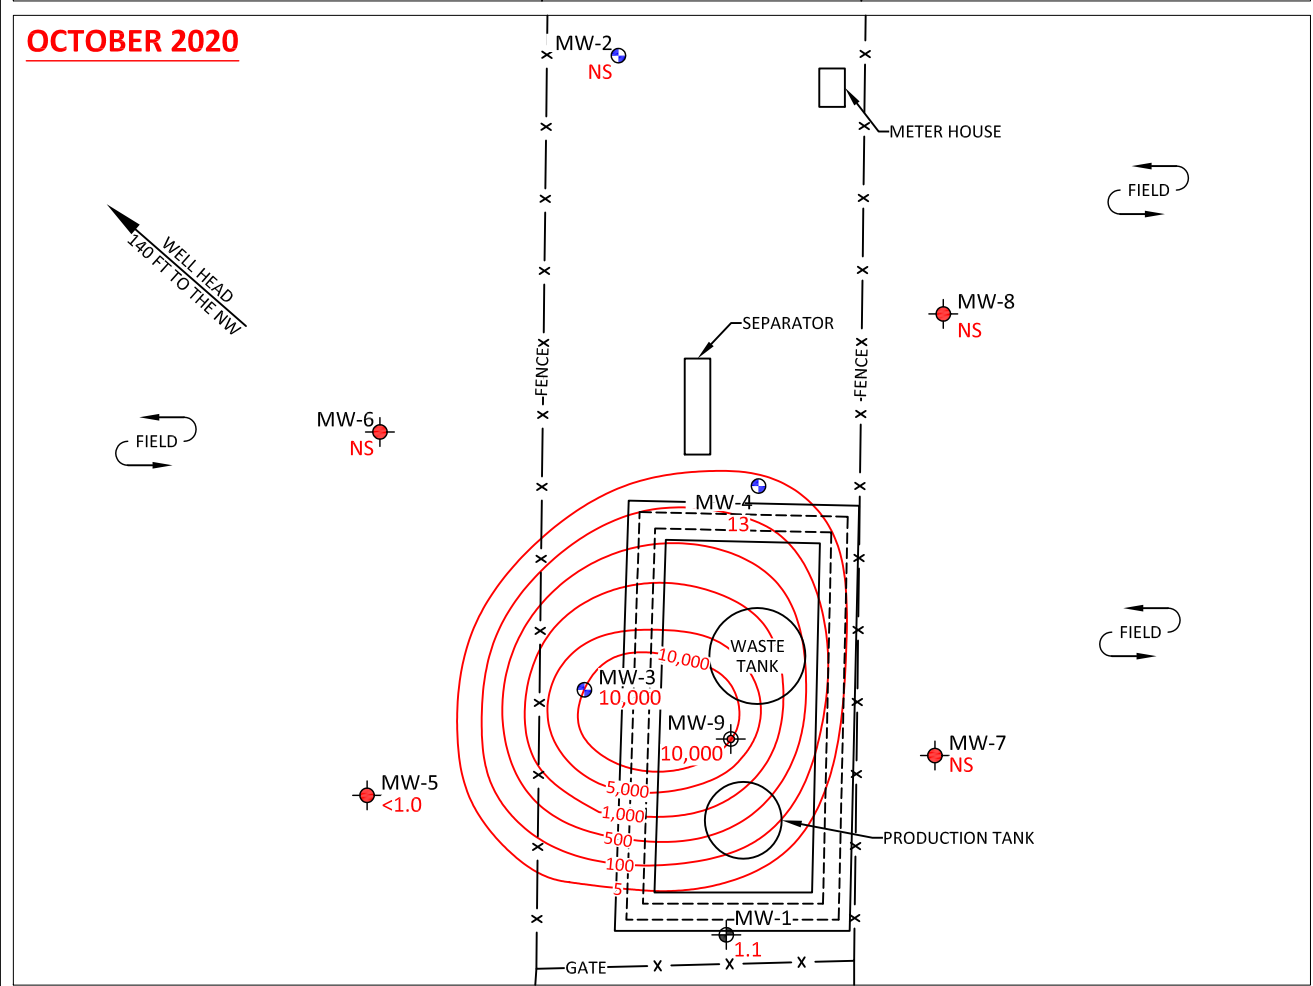 OCTOBER 2020
MW-2
NS
METER HOUSE
FIELD
WELL HEAD
140 FT TO THE NW
MW-8
NS
SEPARATOR
FENCE
FENCE
MW-6
NS
FIELD
MW-4
13
FIELD
WASTE
TANK
10,000
MW-3
10,000
MW-9
10,000
MW-7
NS
MW-5
<1.0
5,000
1,000
500
100
5
PRODUCTION TANK
MW-1
1.1
GATE